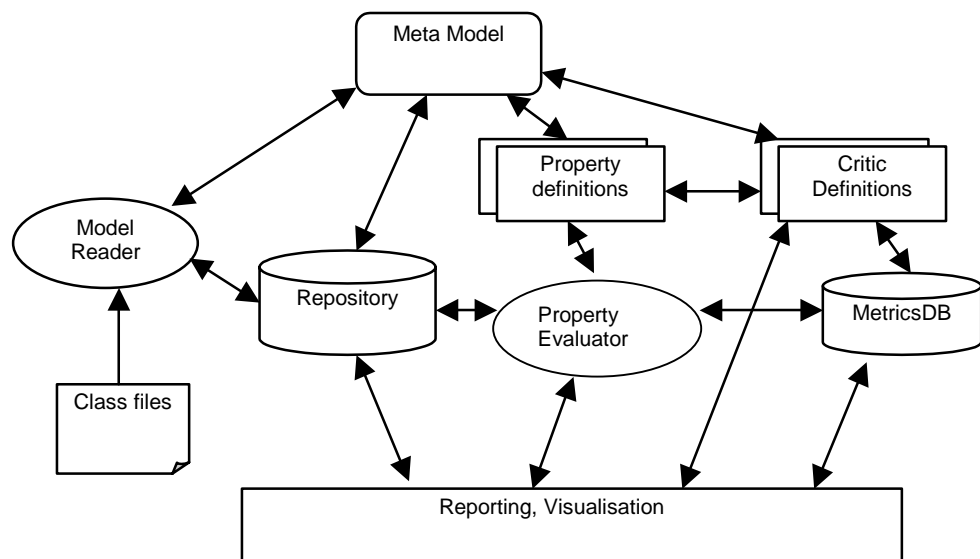 Meta Model
Property
definitions
Critic
Definitions
Model
Reader
Repository
Property
Evaluator
MetricsDB
Class files
Reporting, Visualisation